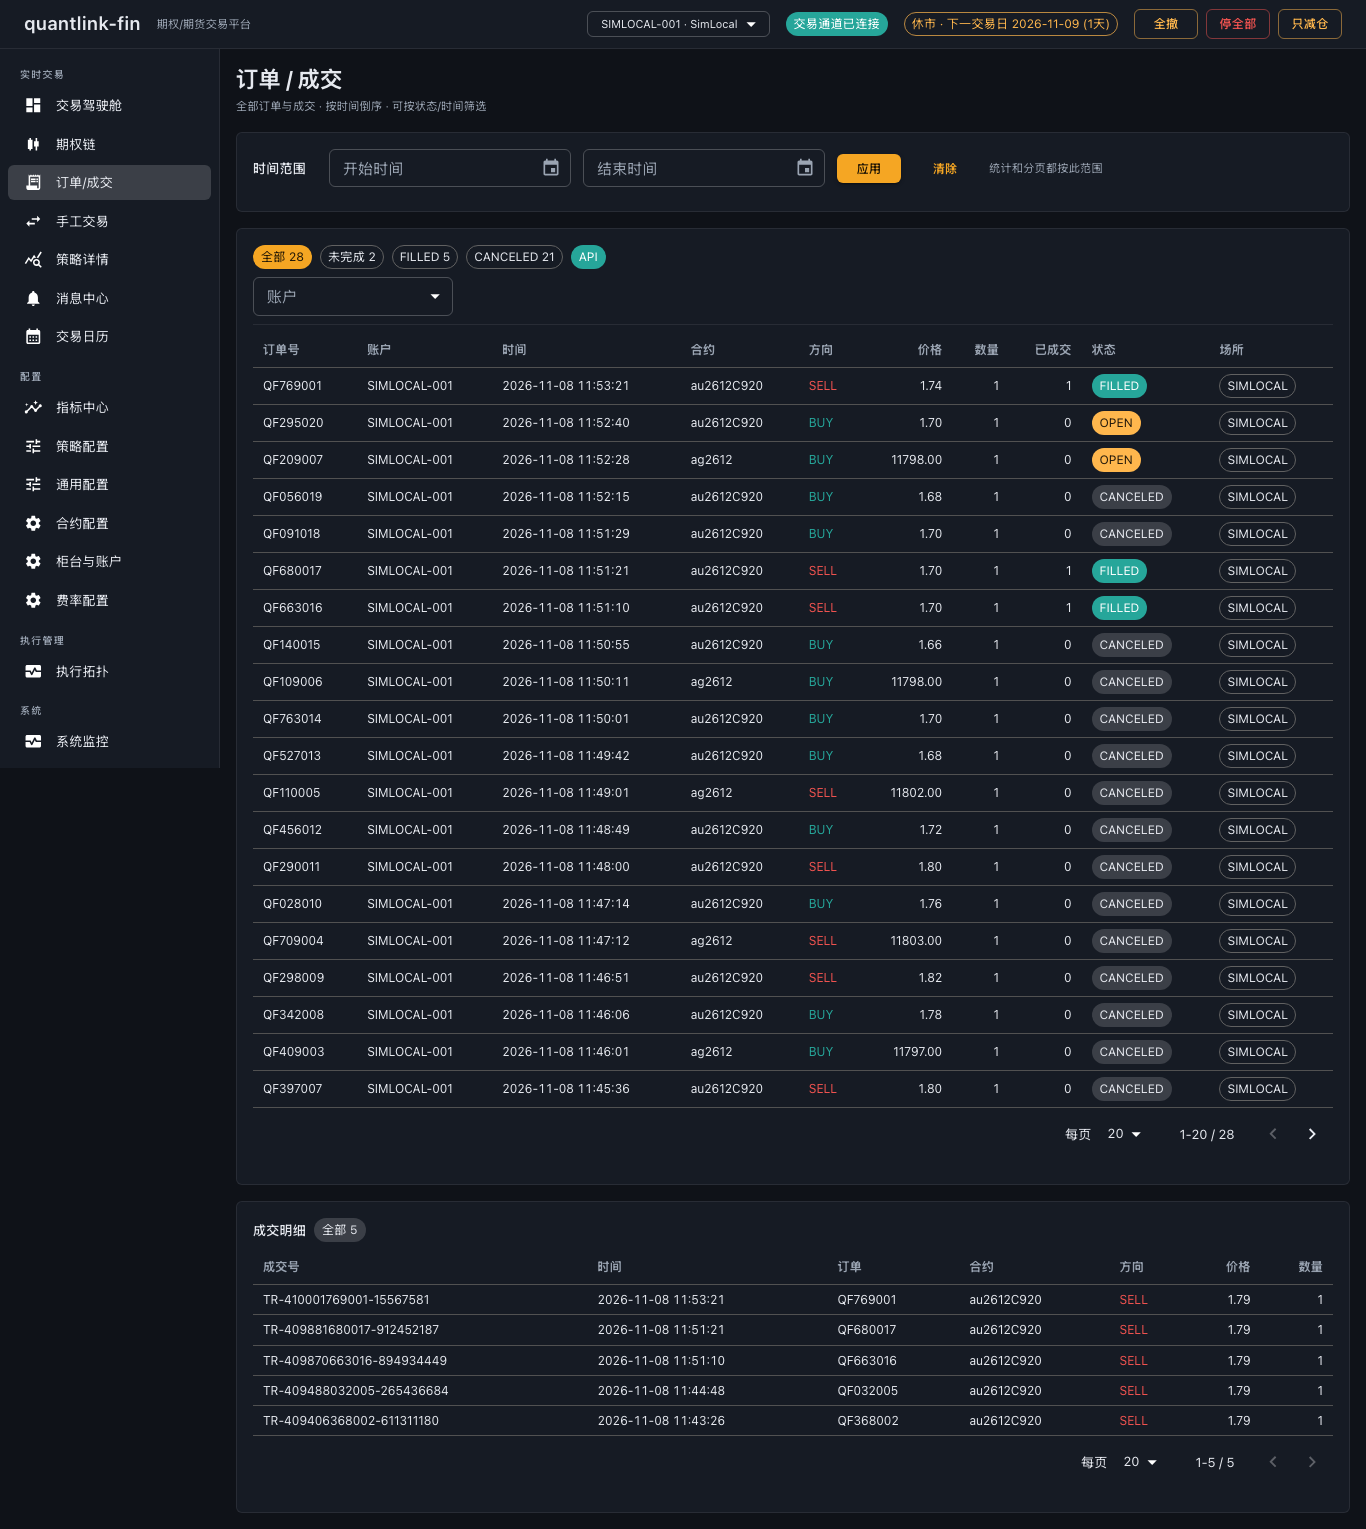 quantlink-fin 期权/期货交易平台 SIMLOCAL-001 · SimLocal 交易通道已连接 休市 · 下一交易日 2026-11-09 (1天) 全撤 停全部 只减仓
实时交易
交易驾驶舱
期权链
订单/成交
手工交易
策略详情
消息中心
交易日历
配置
指标中心
策略配置
通用配置
合约配置
柜台与账户
费率配置
执行管理
执行拓扑
系统
系统监控
订单 / 成交
全部订单与成交 · 按时间倒序 · 可按状态/时间筛选
时间范围 开始时间 结束时间 应用 清除 统计和分页都按此范围
全部 28 未完成 2 FILLED 5 CANCELED 21 API
账户
订单号 账户 时间 合约 方向 价格 数量 已成交 状态 场所
QF769001 SIMLOCAL-001 2026-11-08 11:53:21 au2612C920 SELL 1.74 1 1 FILLED SIMLOCAL
QF295020 SIMLOCAL-001 2026-11-08 11:52:40 au2612C920 BUY 1.70 1 0 OPEN SIMLOCAL
QF209007 SIMLOCAL-001 2026-11-08 11:52:28 ag2612 BUY 11798.00 1 0 OPEN SIMLOCAL
QF056019 SIMLOCAL-001 2026-11-08 11:52:15 au2612C920 BUY 1.68 1 0 CANCELED SIMLOCAL
QF091018 SIMLOCAL-001 2026-11-08 11:51:29 au2612C920 BUY 1.70 1 0 CANCELED SIMLOCAL
QF680017 SIMLOCAL-001 2026-11-08 11:51:21 au2612C920 SELL 1.70 1 1 FILLED SIMLOCAL
QF663016 SIMLOCAL-001 2026-11-08 11:51:10 au2612C920 SELL 1.70 1 1 FILLED SIMLOCAL
QF140015 SIMLOCAL-001 2026-11-08 11:50:55 au2612C920 BUY 1.66 1 0 CANCELED SIMLOCAL
QF109006 SIMLOCAL-001 2026-11-08 11:50:11 ag2612 BUY 11798.00 1 0 CANCELED SIMLOCAL
QF763014 SIMLOCAL-001 2026-11-08 11:50:01 au2612C920 BUY 1.70 1 0 CANCELED SIMLOCAL
QF527013 SIMLOCAL-001 2026-11-08 11:49:42 au2612C920 BUY 1.68 1 0 CANCELED SIMLOCAL
QF110005 SIMLOCAL-001 2026-11-08 11:49:01 ag2612 SELL 11802.00 1 0 CANCELED SIMLOCAL
QF456012 SIMLOCAL-001 2026-11-08 11:48:49 au2612C920 BUY 1.72 1 0 CANCELED SIMLOCAL
QF290011 SIMLOCAL-001 2026-11-08 11:48:00 au2612C920 SELL 1.80 1 0 CANCELED SIMLOCAL
QF028010 SIMLOCAL-001 2026-11-08 11:47:14 au2612C920 BUY 1.76 1 0 CANCELED SIMLOCAL
QF709004 SIMLOCAL-001 2026-11-08 11:47:12 ag2612 SELL 11803.00 1 0 CANCELED SIMLOCAL
QF298009 SIMLOCAL-001 2026-11-08 11:46:51 au2612C920 SELL 1.82 1 0 CANCELED SIMLOCAL
QF342008 SIMLOCAL-001 2026-11-08 11:46:06 au2612C920 BUY 1.78 1 0 CANCELED SIMLOCAL
QF409003 SIMLOCAL-001 2026-11-08 11:46:01 ag2612 BUY 11797.00 1 0 CANCELED SIMLOCAL
QF397007 SIMLOCAL-001 2026-11-08 11:45:36 au2612C920 SELL 1.80 1 0 CANCELED SIMLOCAL
每页 20 1-20 / 28
成交明细 全部 5
成交号 时间 订单 合约 方向 价格 数量
TR-410001769001-15567581 2026-11-08 11:53:21 QF769001 au2612C920 SELL 1.79 1
TR-409881680017-912452187 2026-11-08 11:51:21 QF680017 au2612C920 SELL 1.79 1
TR-409870663016-894934449 2026-11-08 11:51:10 QF663016 au2612C920 SELL 1.79 1
TR-409488032005-265436684 2026-11-08 11:44:48 QF032005 au2612C920 SELL 1.79 1
TR-409406368002-611311180 2026-11-08 11:43:26 QF368002 au2612C920 SELL 1.79 1
每页 20 1-5 / 5